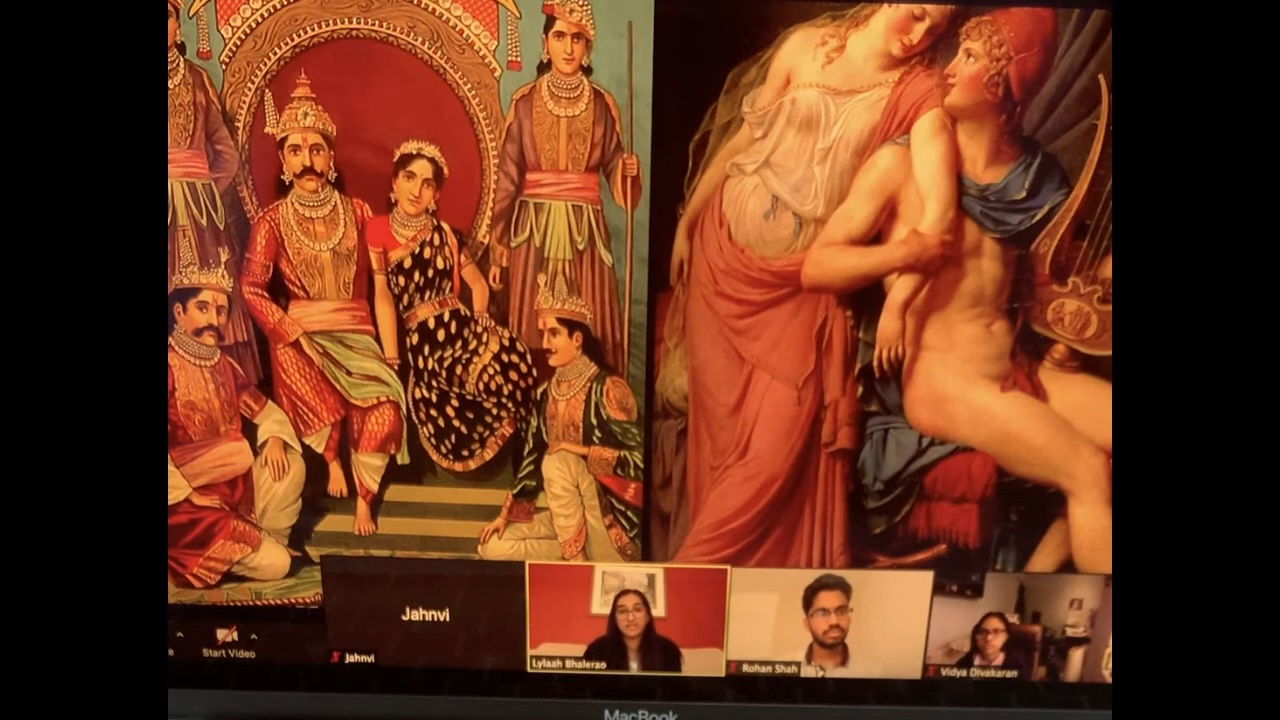 Jahnvi
e
Start Video
Jahnvi
Lylaah Bhalerao
Rohan Shah
Vidya Divakaran
MacBook